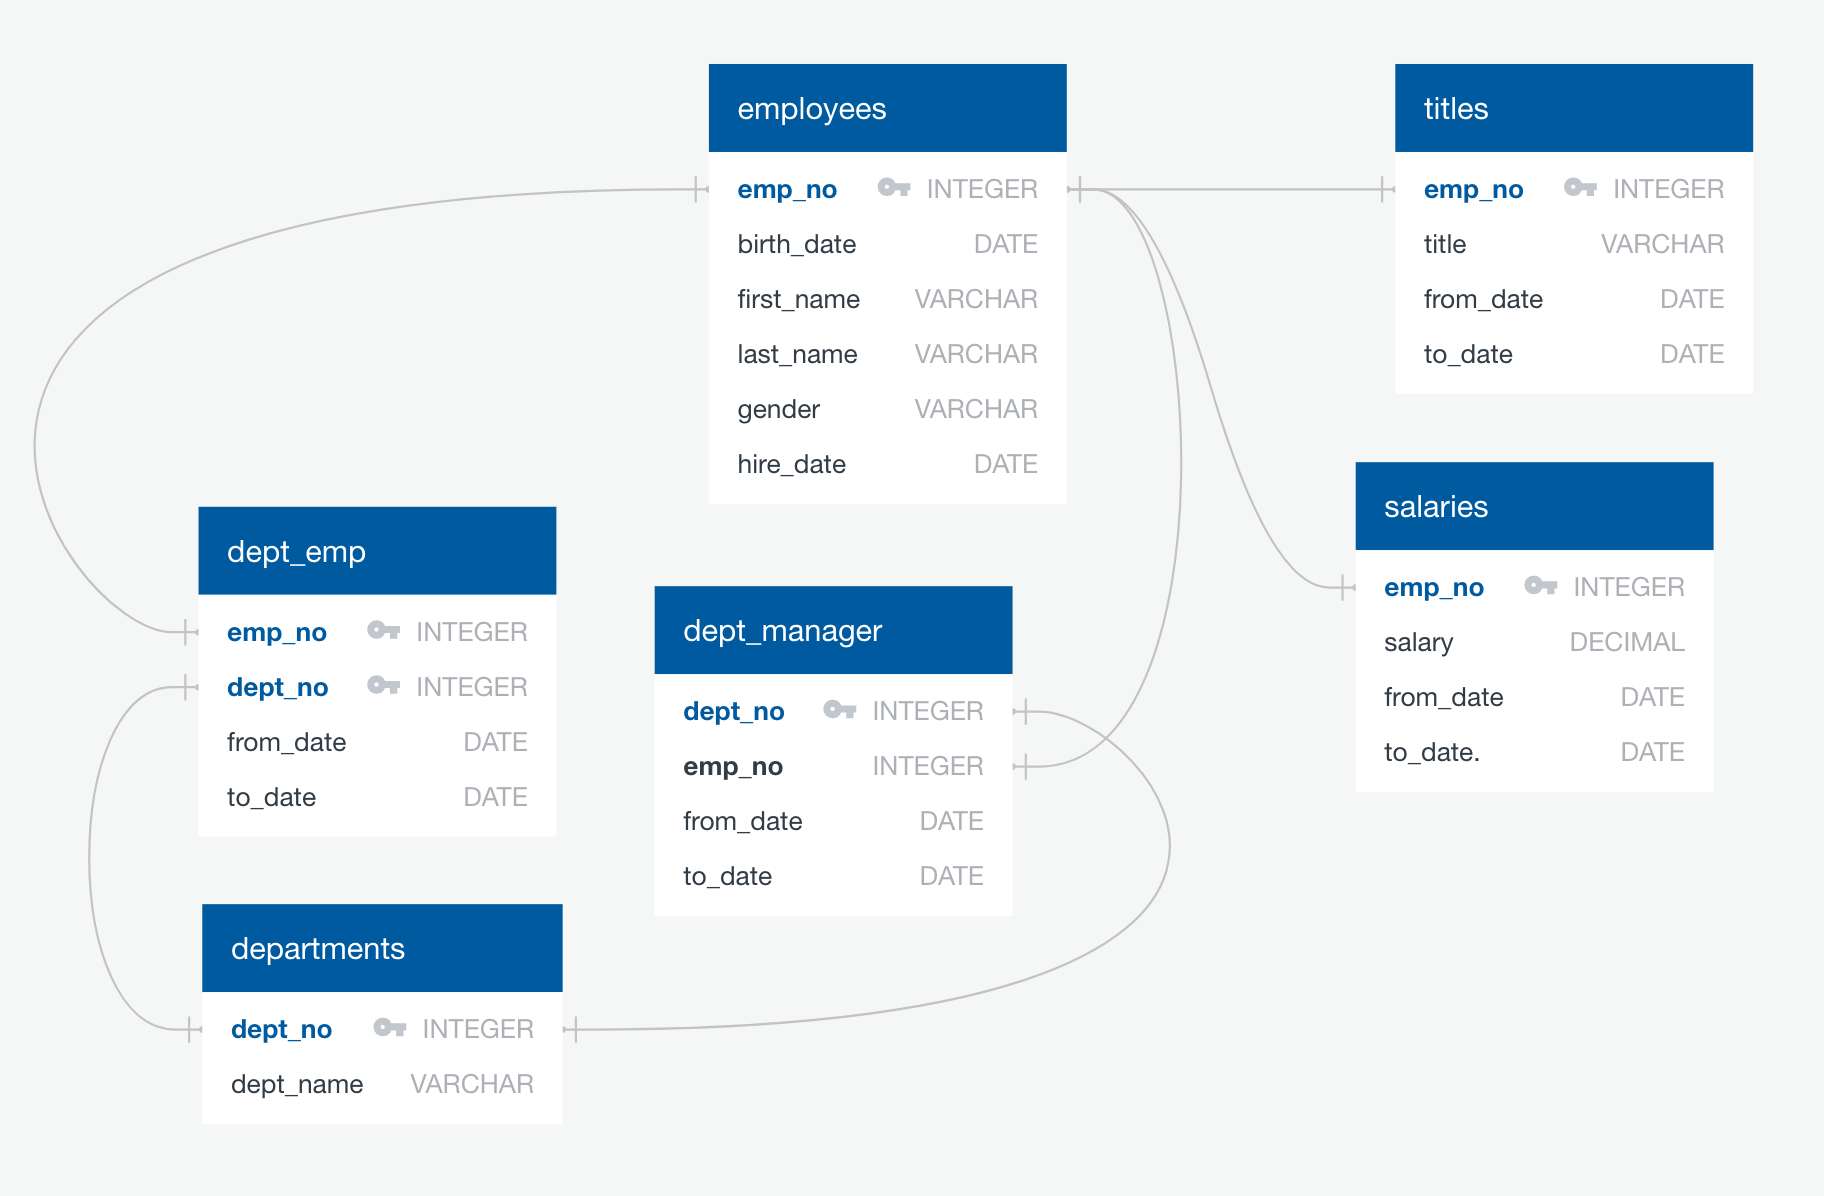 employees
emp_no INTEGER
birth_date DATE
first_name VARCHAR
last_name VARCHAR
gender VARCHAR
hire_date DATE
titles
emp_no INTEGER
title VARCHAR
from_date DATE
to_date DATE
salaries
emp_no INTEGER
salary DECIMAL
from_date DATE
to_date. DATE
dept_emp
emp_no INTEGER
dept_no INTEGER
from_date DATE
to_date DATE
dept_manager
dept_no INTEGER
emp_no INTEGER
from_date DATE
to_date DATE
departments
dept_no INTEGER
dept_name VARCHAR